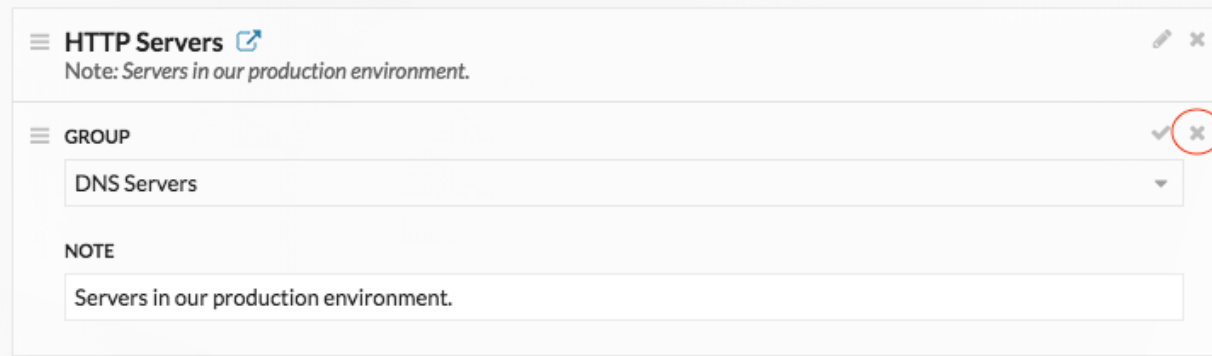 HTTP Servers
Note: Servers in our production environment.
GROUP
DNS Servers
NOTE
Servers in our production environment.